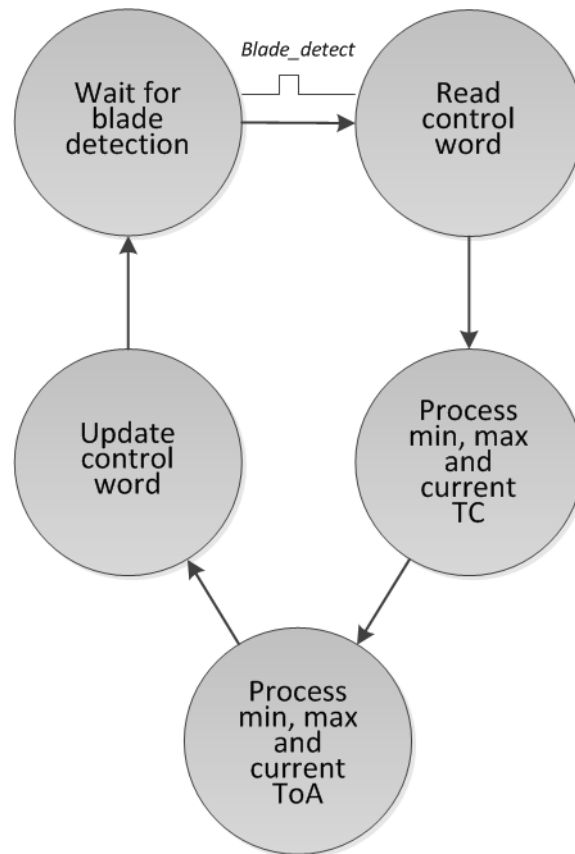 Blade_detect
Wait for
blade
detection
Read
control
word
Process
min, max
and
current
TC
Process
min, max
and
current
ToA
Update
control
word